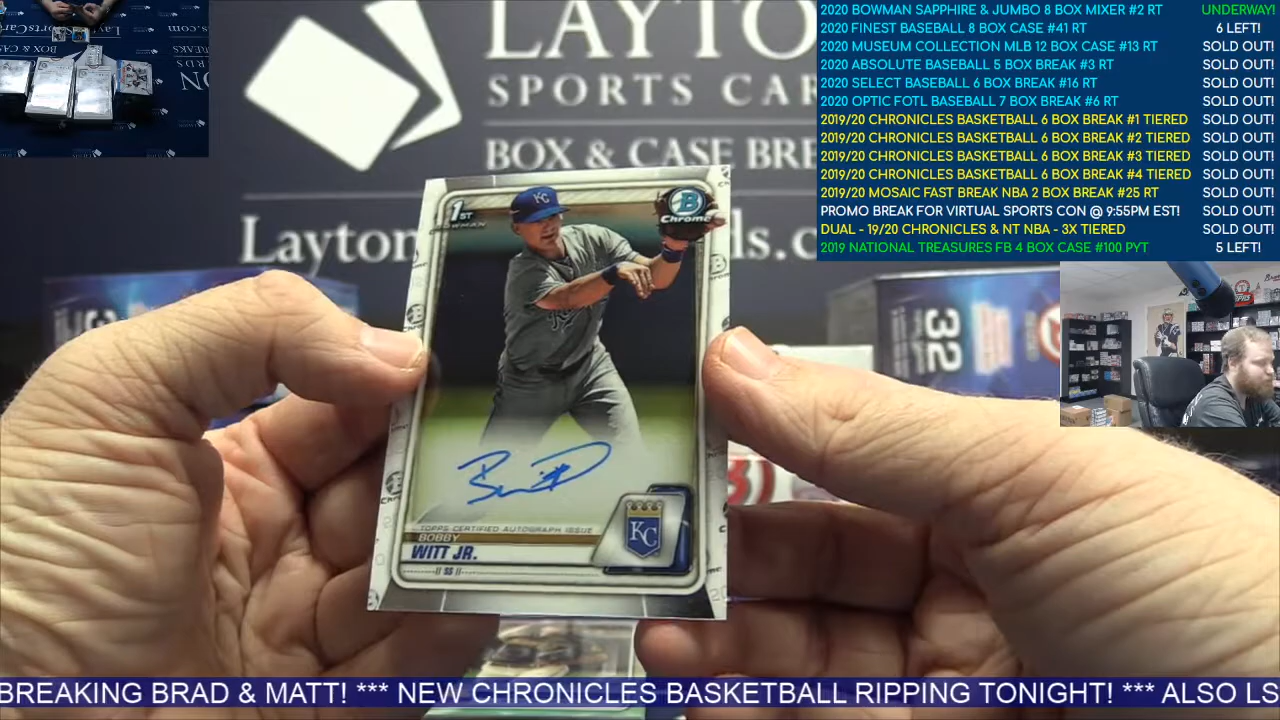 2020 BOWMAN SAPPHIRE & JUMBO 8 BOX MIXER #2 RT UNDERWAY!
2020 FINEST BASEBALL 8 BOX CASE #41 RT 6 LEFT!
2020 MUSEUM COLLECTION MLB 12 BOX CASE #13 RT SOLD OUT!
2020 ABSOLUTE BASEBALL 5 BOX BREAK #3 RT SOLD OUT!
2020 SELECT BASEBALL 6 BOX BREAK #16 RT SOLD OUT!
2020 OPTIC FOTL BASEBALL 7 BOX BREAK #6 RT SOLD OUT!
2019/20 CHRONICLES BASKETBALL 6 BOX BREAK #1 TIERED SOLD OUT!
2019/20 CHRONICLES BASKETBALL 6 BOX BREAK #2 TIERED SOLD OUT!
2019/20 CHRONICLES BASKETBALL 6 BOX BREAK #3 TIERED SOLD OUT!
2019/20 CHRONICLES BASKETBALL 6 BOX BREAK #4 TIERED SOLD OUT!
2019/20 MOSAIC FAST BREAK NBA 2 BOX BREAK #25 RT SOLD OUT!
PROMO BREAK FOR VIRTUAL SPORTS CON @ 9:55PM EST! SOLD OUT!
DUAL - 19/20 CHRONICLES & NT NBA - 3X TIERED SOLD OUT!
2019 NATIONAL TREASURES FB 4 BOX CASE #100 PYT 5 LEFT!
LAYTO
SPORTS CAR
BOX & CASE BRE
Layton ds.c
1ST
BOWMAN
B
Chrome
KC
32
TOPPS CERTIFIED AUTOGRAPH ISSUE
BOBBY
WITT JR.
// SS //
KC
BREAKING BRAD & MATT! *** NEW CHRONICLES BASKETBALL RIPPING TONIGHT! *** ALSO LS